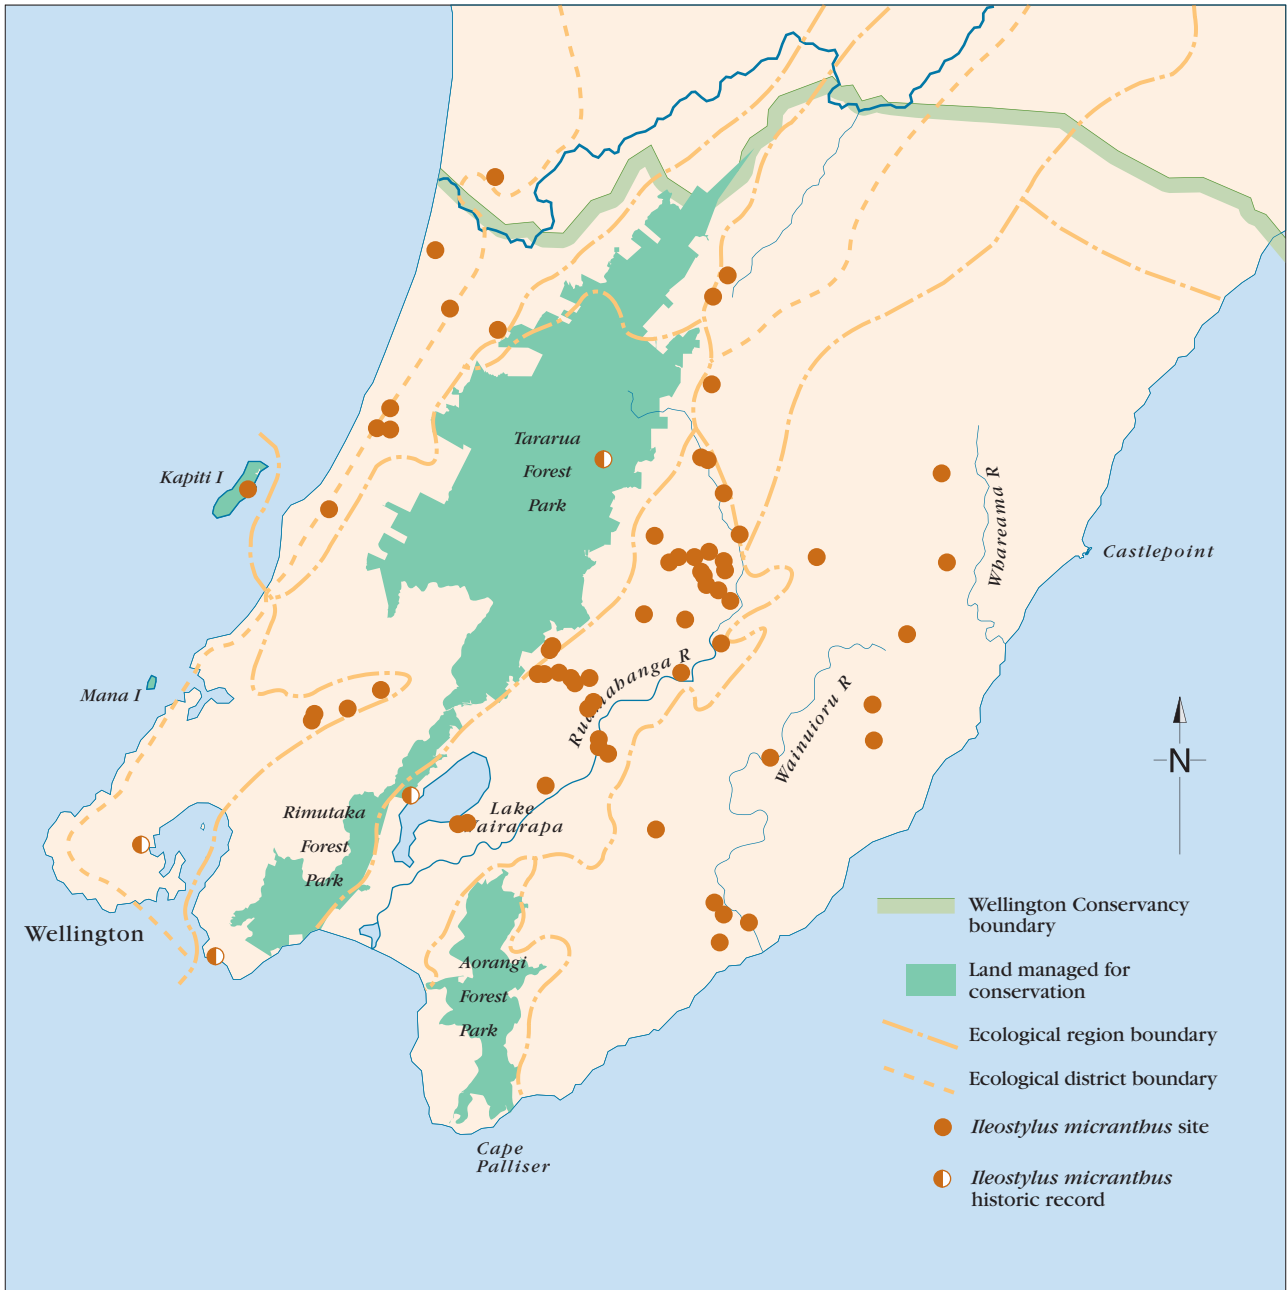 Tararua
Forest
Park
Kapiti I
Whareama R
Castlepoint
Ruamahanga R
Mana I
Wainuioru R
Lake
Wairarapa
Rimutaka
Forest
Park
Wellington
Aorangi
Forest
Park
Cape
Palliser
N
Wellington Conservancy
boundary
Land managed for
conservation
Ecological region boundary
Ecological district boundary
Ileostylus micranthus site
Ileostylus micranthus
historic record